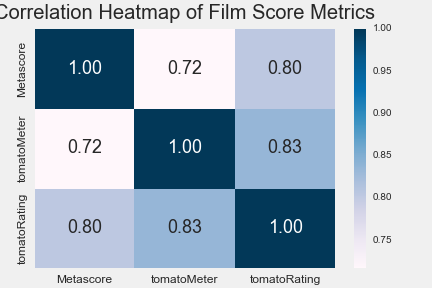 Correlation Heatmap of Film Score Metrics
Metascore 1.00 0.72 0.80
tomatoMeter 0.72 1.00 0.83
tomatoRating 0.80 0.83 1.00
Metascore tomatoMeter tomatoRating
1.00
0.95
0.90
0.85
0.80
0.75